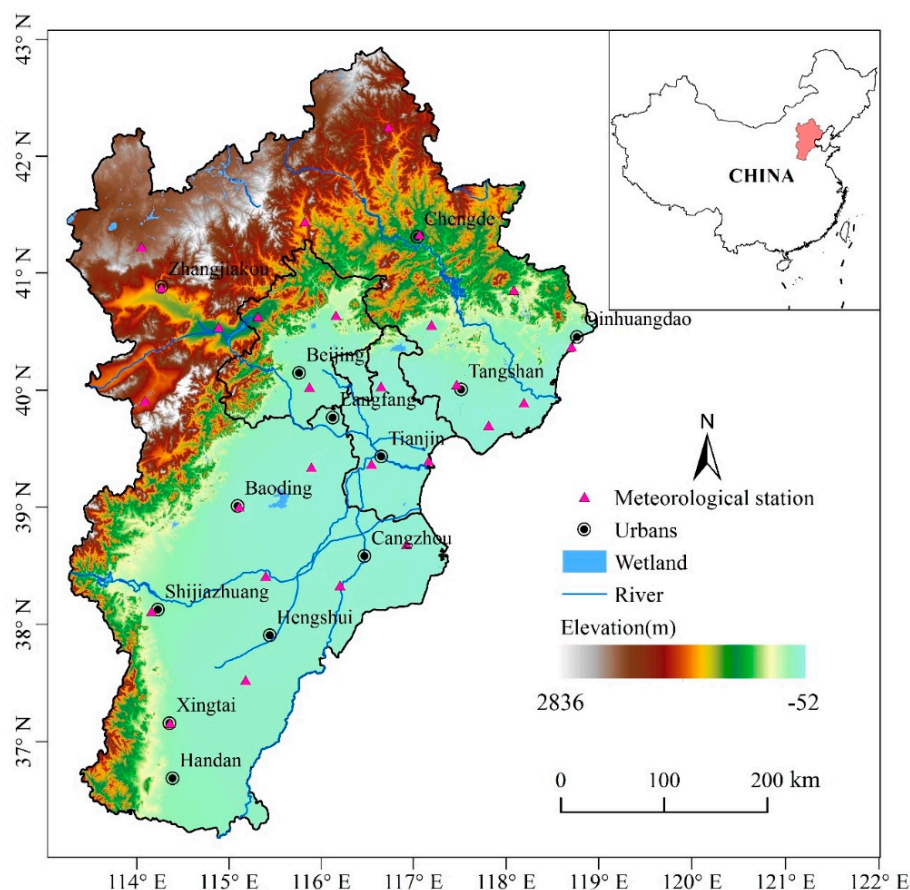 43° N
42° N
41° N
40° N
39° N
38° N
37° N
CHINA
Chengde
Zhangjiakou
Qinhuangdao
Beijing
Tangshan
Langfang
Tianjin
Baoding
Cangzhou
Shijiazhuang
Hengshui
Xingtai
Handan
N
Meteorological station
Urbans
Wetland
River
Elevation(m)
2836
-52
0
100
200 km
114° E
115° E
116° E
117° E
118° E
119° E
120° E
121° E
122° E